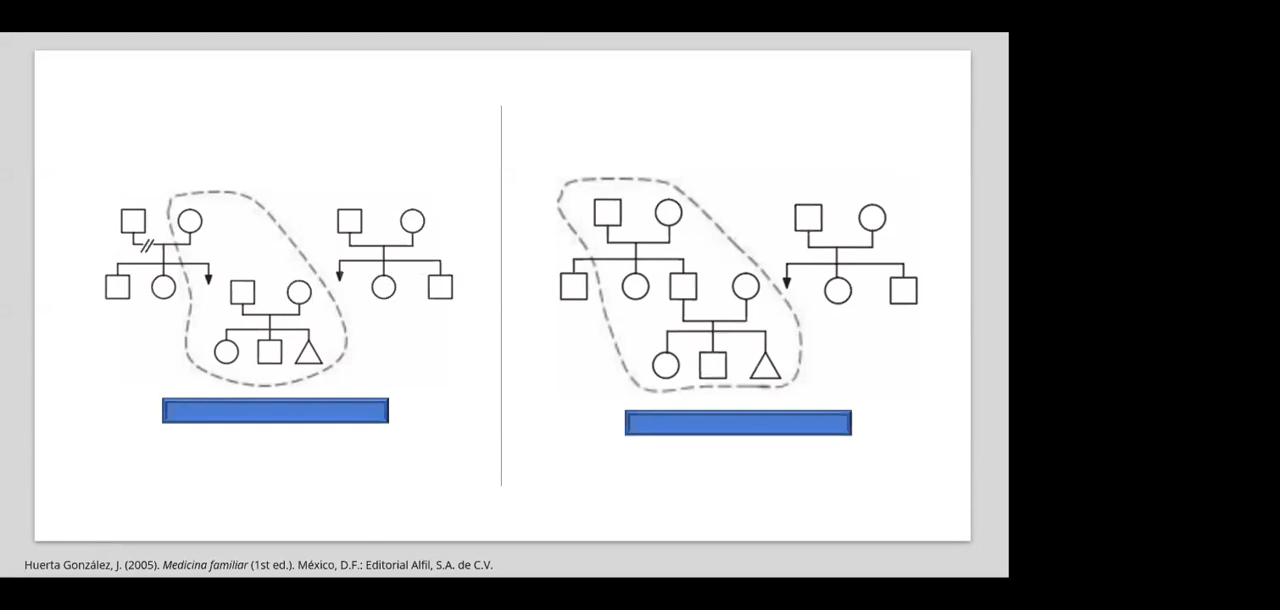 Huerta González, J. (2005). Medicina familiar (1st ed.). México, D.F.: Editorial Alfil, S.A. de C.V.